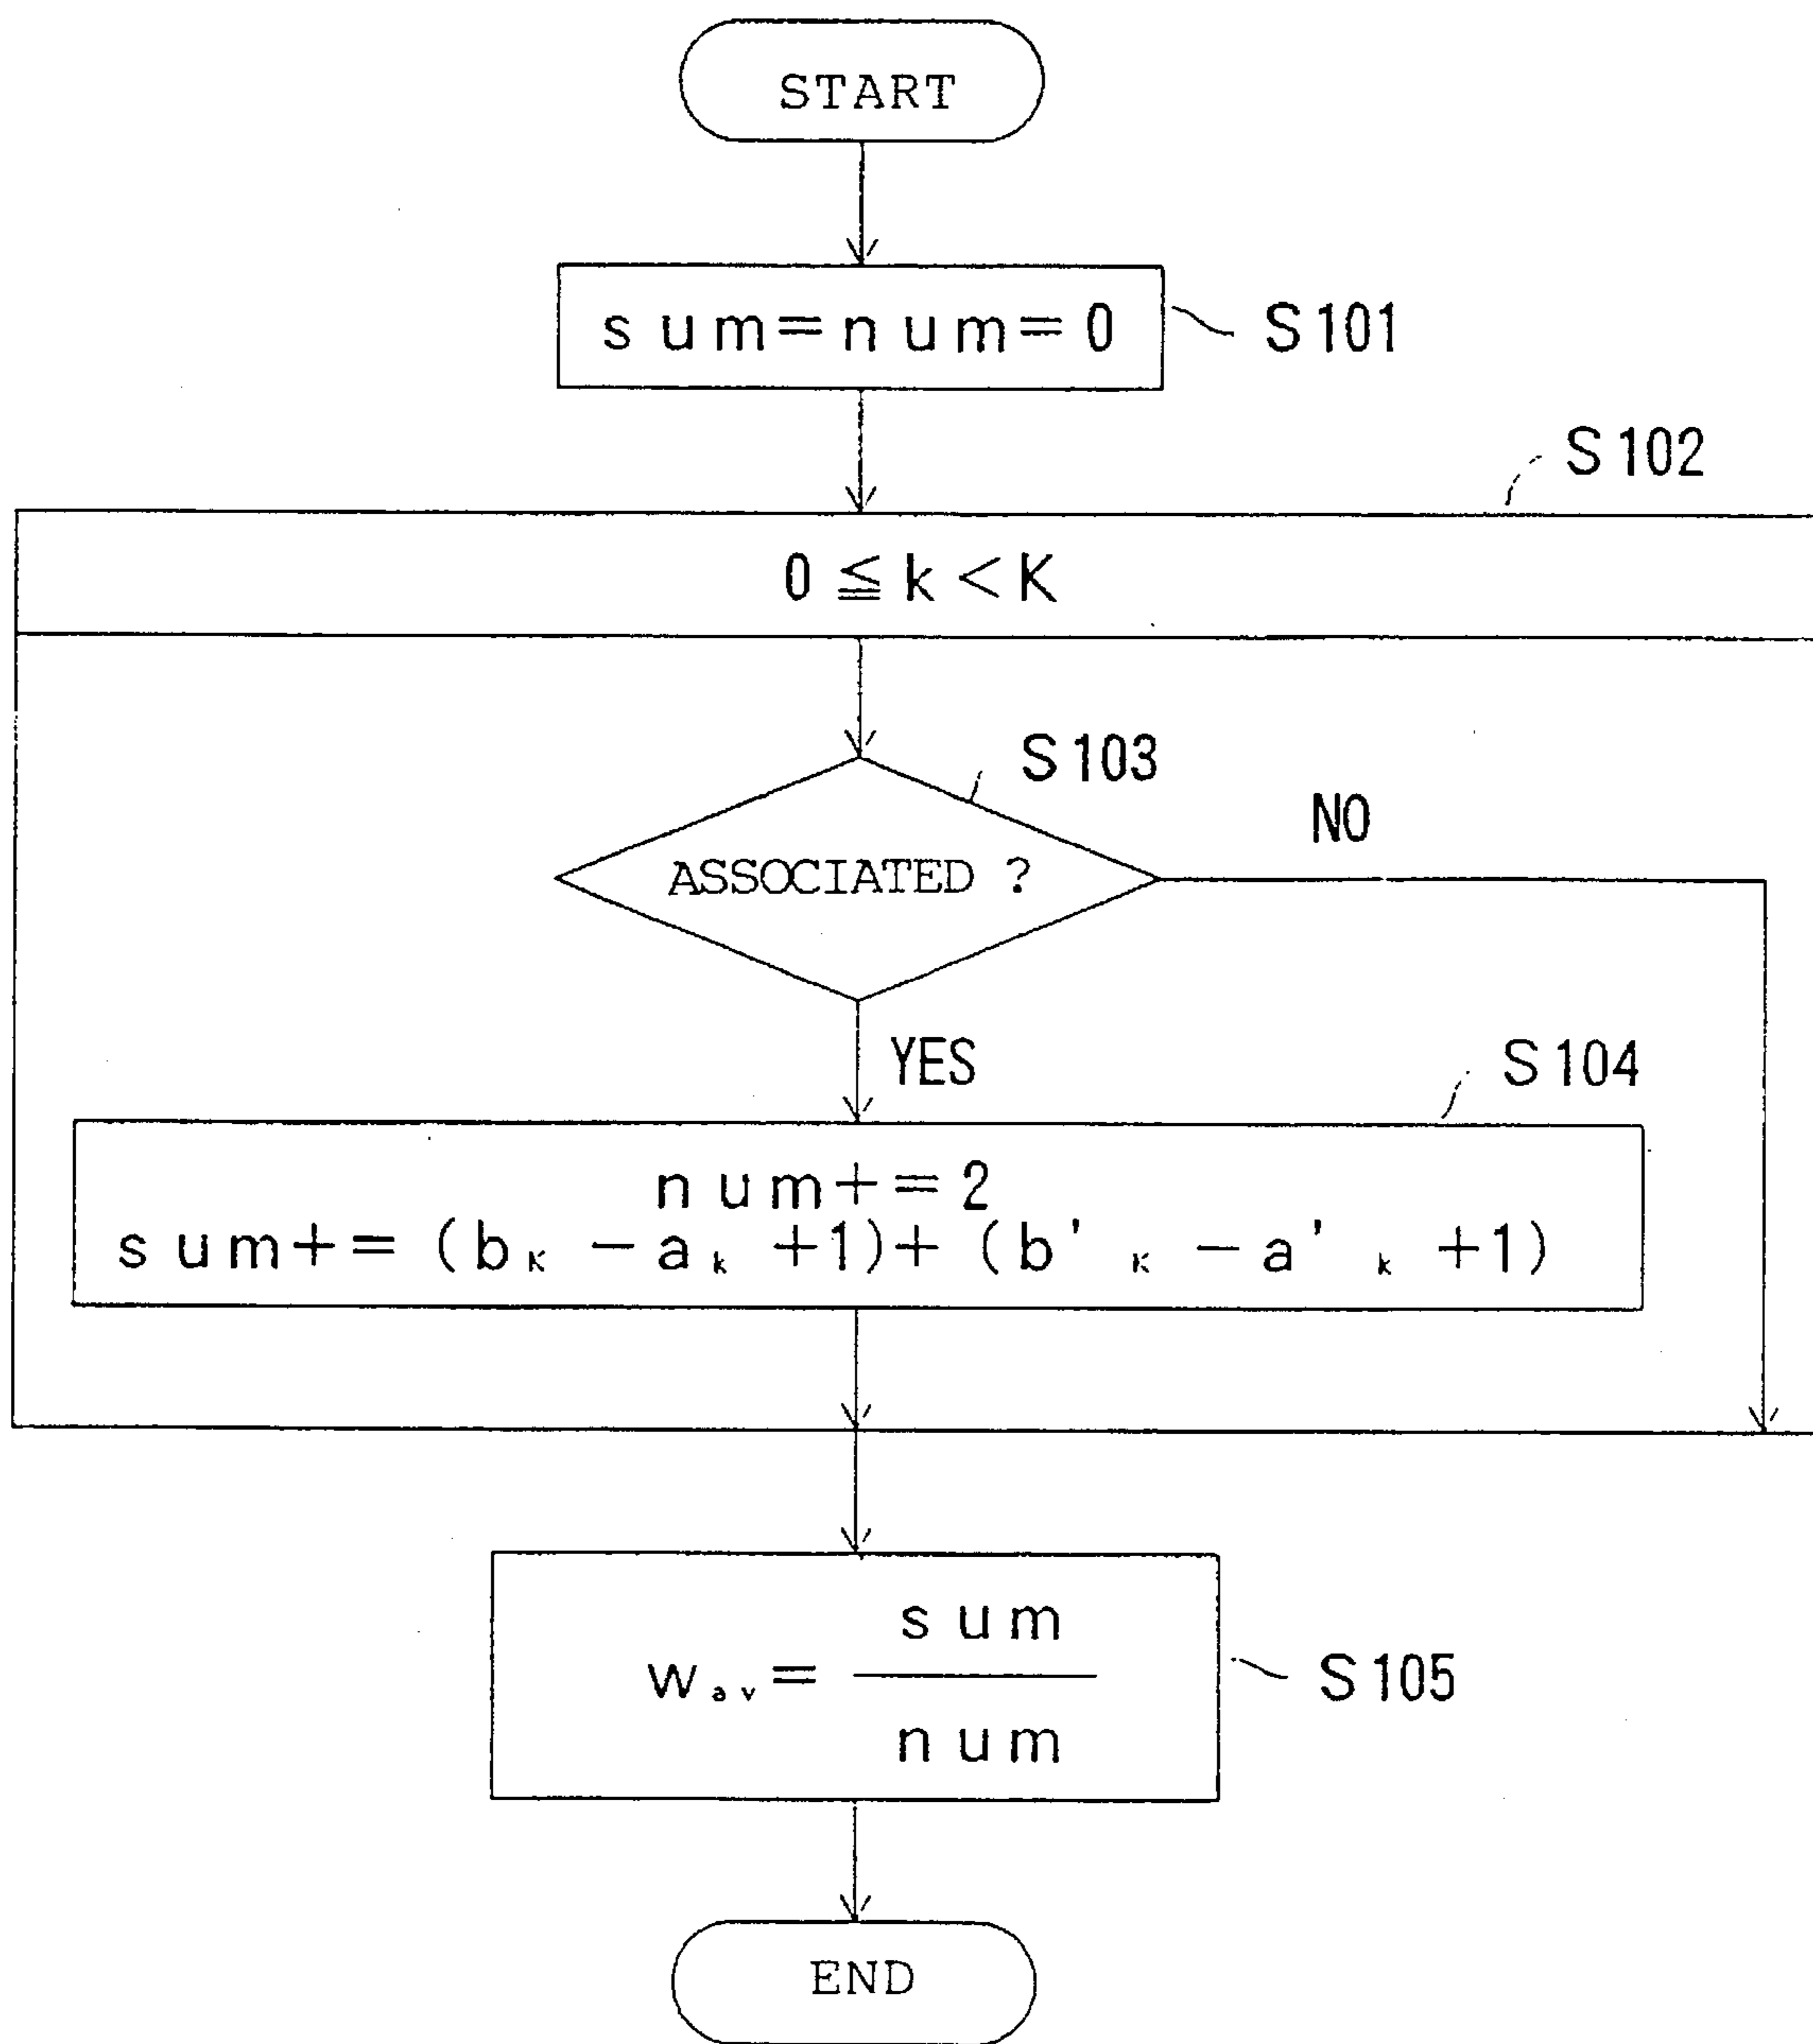 START
sum=num=0
S101
S102
0≦k<K
S103
NO
ASSOCIATED ?
YES
S104
num+=2
sum+=(bₖ-aₖ+1)+(b'ₖ-a'ₖ+1)
sum
w_av=
S105
num
END